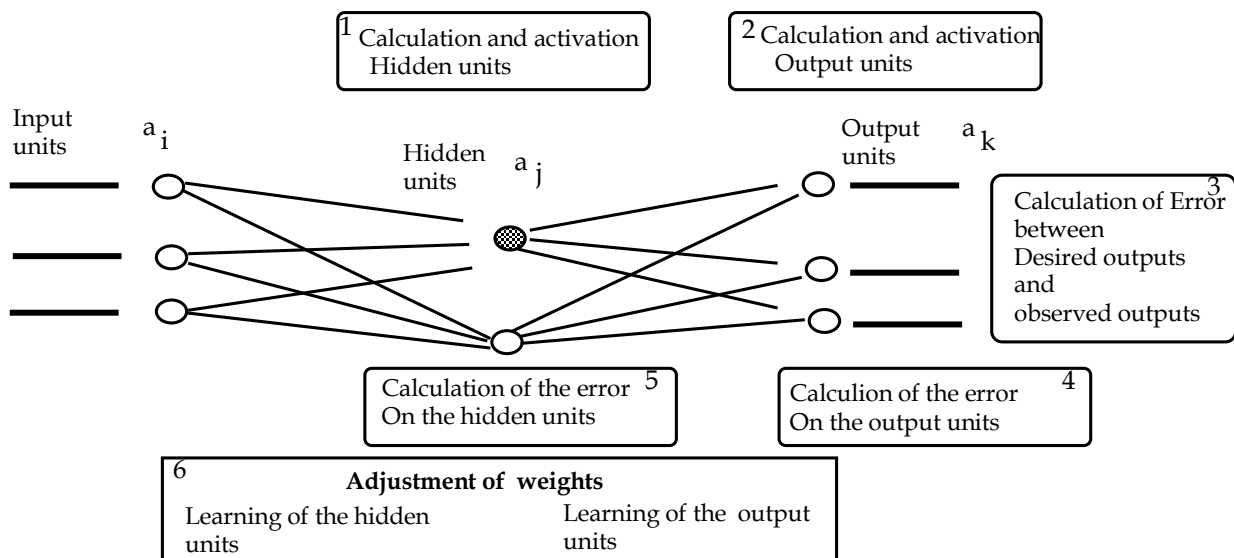 1 Calculation and activation
Hidden units
2 Calculation and activation
Output units
Input
units
a i
Hidden
units
a j
Output
units
a k
3
Calculation of Error
between
Desired outputs
and
observed outputs
Calculation of the error 5
On the hidden units
Calculion of the error 4
On the output units
6
Adjustment of weights
Learning of the hidden
units
Learning of the output
units